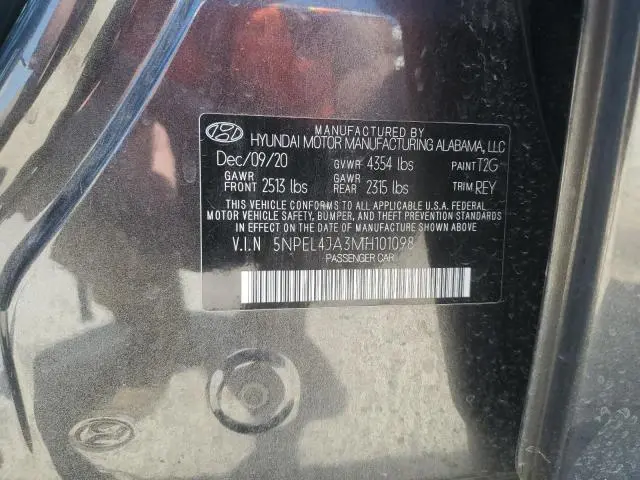 MANUFACTURED BY
HYUNDAI MOTOR MANUFACTURING ALABAMA, LLC
Dec/09/20 GVWR 4354 lbs PAINT T2G
GAWR FRONT 2513 lbs GAWR REAR 2315 lbs TRIM REY
THIS VEHICLE CONFORMS TO ALL APPLICABLE U.S.A. FEDERAL
MOTOR VEHICLE SAFETY, BUMPER, AND THEFT PREVENTION STANDARDS
IN EFFECT ON THE DATE OF MANUFACTURE SHOWN ABOVE.
V.I.N 5NPEL4JA3MH101098
PASSENGER CAR